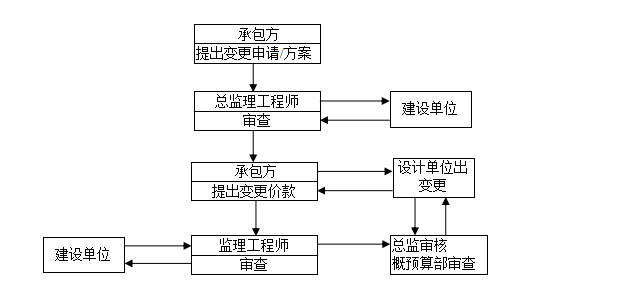 承包方
提出变更申请/方案
总监理工程师
审查
建设单位
承包方
提出变更价款
设计单位出
变更
建设单位
监理工程师
审查
总监审核
概预算部审查